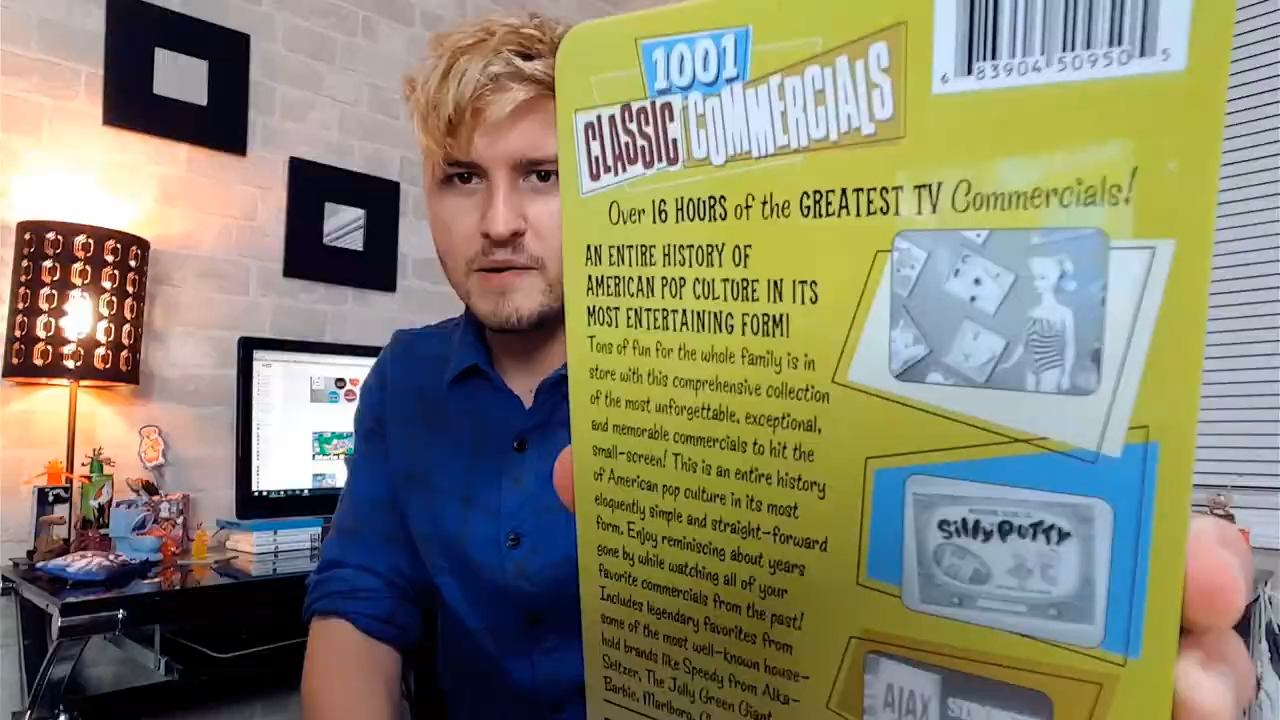 1001
CLASSIC COMMERCIALS
6 83904 50950 5
Over 16 HOURS of the GREATEST TV Commercials!
AN ENTIRE HISTORY OF
AMERICAN POP CULTURE IN ITS
MOST ENTERTAINING FORM!
Tons of fun for the whole family is in
store with this comprehensive collection
of the most unforgettable, exceptional,
and memorable commercials to hit the
small-screen! This is an entire history
of American pop culture in its most
eloquently simple and straight-forward
form. Enjoy reminiscing about years
gone by while watching all of your
favorite commercials from the past!
Includes legendary favorites from
some of the most well-known house-
hold brands like Speedy from Alka-
Seltzer, The Jolly Green Giant,
Barbie, Marlboro,
Silly PUTTY
AJAX